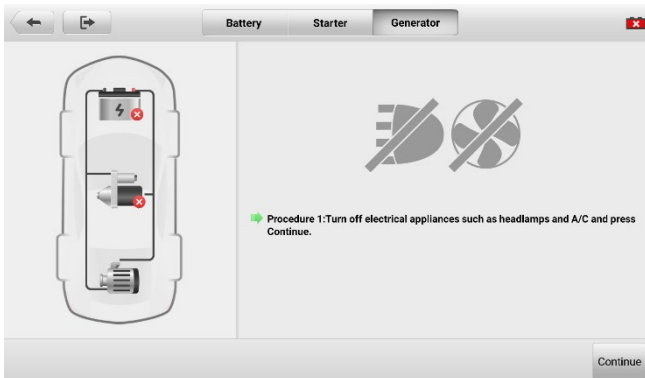 Battery
Starter
Generator
Procedure 1:Turn off electrical appliances such as headlamps and A/C and press
Continue.
Continue